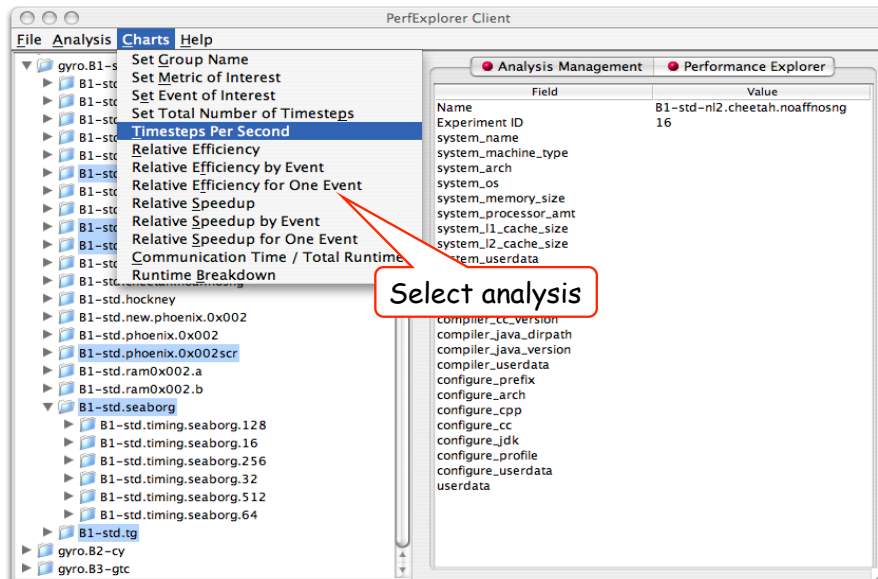 PerfExplorer Client
File Analysis Charts Help
gyro.B1-s
B1-std
B1-std
B1-std
B1-std
B1-std
B1-std
B1-std
B1-std
B1-std
B1-std
B1-std
B1-std.hockney
B1-std.new.phoenix.0x002
B1-std.phoenix.0x002
B1-std.phoenix.0x002scr
B1-std.ram0x002.a
B1-std.ram0x002.b
B1-std.seaborg
B1-std.timing.seaborg.128
B1-std.timing.seaborg.16
B1-std.timing.seaborg.256
B1-std.timing.seaborg.32
B1-std.timing.seaborg.512
B1-std.timing.seaborg.64
B1-std.tg
gyro.B2-cy
gyro.B3-gtc
Set Group Name
Set Metric of Interest
Set Event of Interest
Set Total Number of Timesteps
Timesteps Per Second
Relative Efficiency
Relative Efficiency by Event
Relative Efficiency for One Event
Relative Speedup
Relative Speedup by Event
Relative Speedup for One Event
Communication Time / Total Runtime
Runtime Breakdown
Select analysis
Analysis Management Performance Explorer
Field Value
Name B1-std-nl2.cheetah.noaffnosng
Experiment ID 16
system_name
system_machine_type
system_arch
system_os
system_memory_size
system_processor_amt
system_l1_cache_size
system_l2_cache_size
system_userdata
compiler_cc_version
compiler_java_dirpath
compiler_java_version
compiler_userdata
configure_prefix
configure_arch
configure_cpp
configure_cc
configure_jdk
configure_profile
configure_userdata
userdata